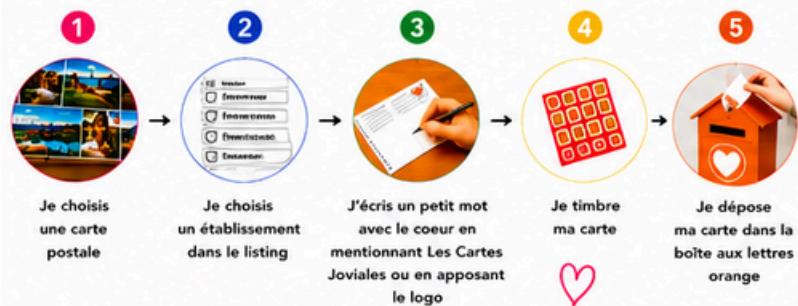 1
2
3
4
5
Je choisis
une carte
postale
Je choisis
un établissement
dans le listing
J'écris un petit mot
avec le coeur en
mentionnant Les Cartes
Joviales ou en apposant
le logo
Je timbre
ma carte
Je dépose
ma carte dans la
boîte aux lettres
orange